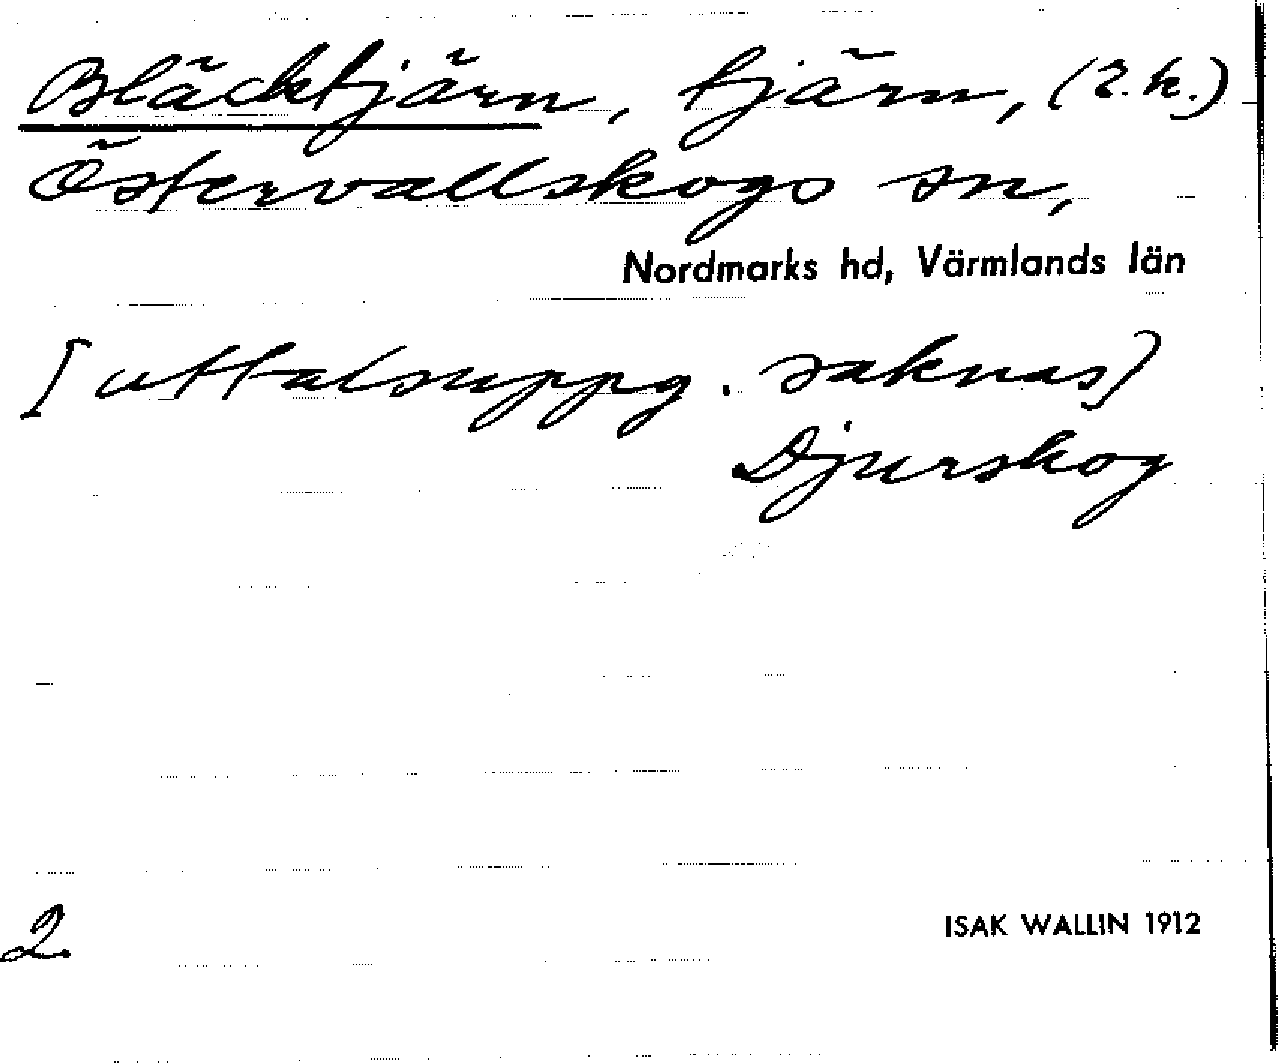 Bläcktjärn, tjärn, (2.k.)
Östervallskogs sn,
Nordmarks hd, Värmlands län
[uttalsuppg. saknas]
Djurskog
2
ISAK WALLIN 1912